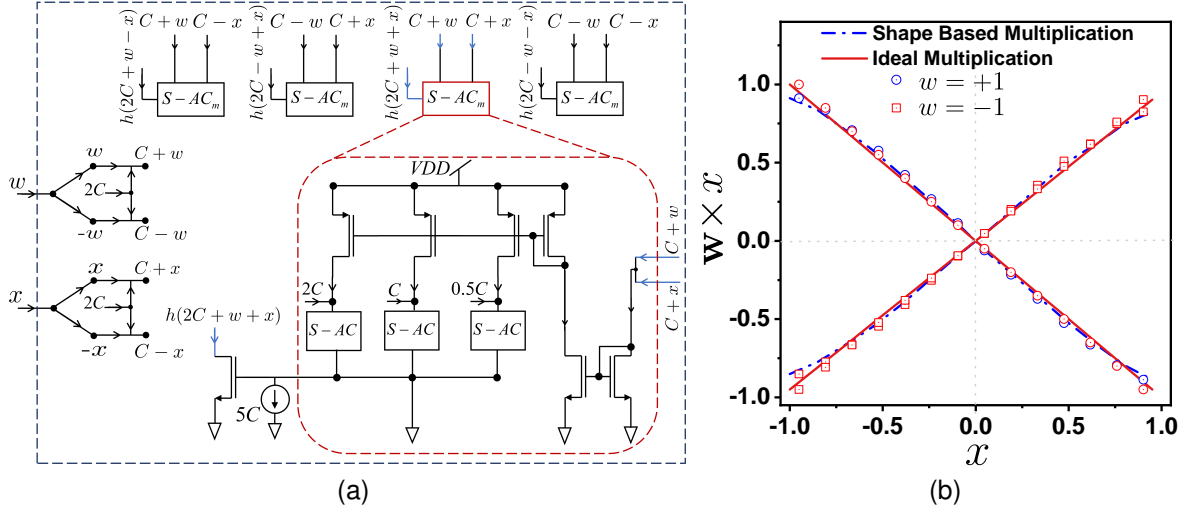 h(2C + w − x)
C + w C − x
S − AC_m
h(2C − w + x)
C − w C + x
S − AC_m
h(2C + w + x)
C + w C + x
S − AC_m
h(2C − w − x)
C − w C − x
S − AC_m
w
w
C + w
2C
-w
C − w
x
x
C + x
2C
-x
C − x
h(2C + w + x)
5C
VDD
2C
C
0.5C
S − AC
S − AC
S − AC
C + w
C + x
(a)
Shape Based Multiplication
Ideal Multiplication
w = +1
w = −1
w × x
1.0
0.5
0.0
-0.5
-1.0
-1.0 -0.5 0.0 0.5 1.0
x
(b)